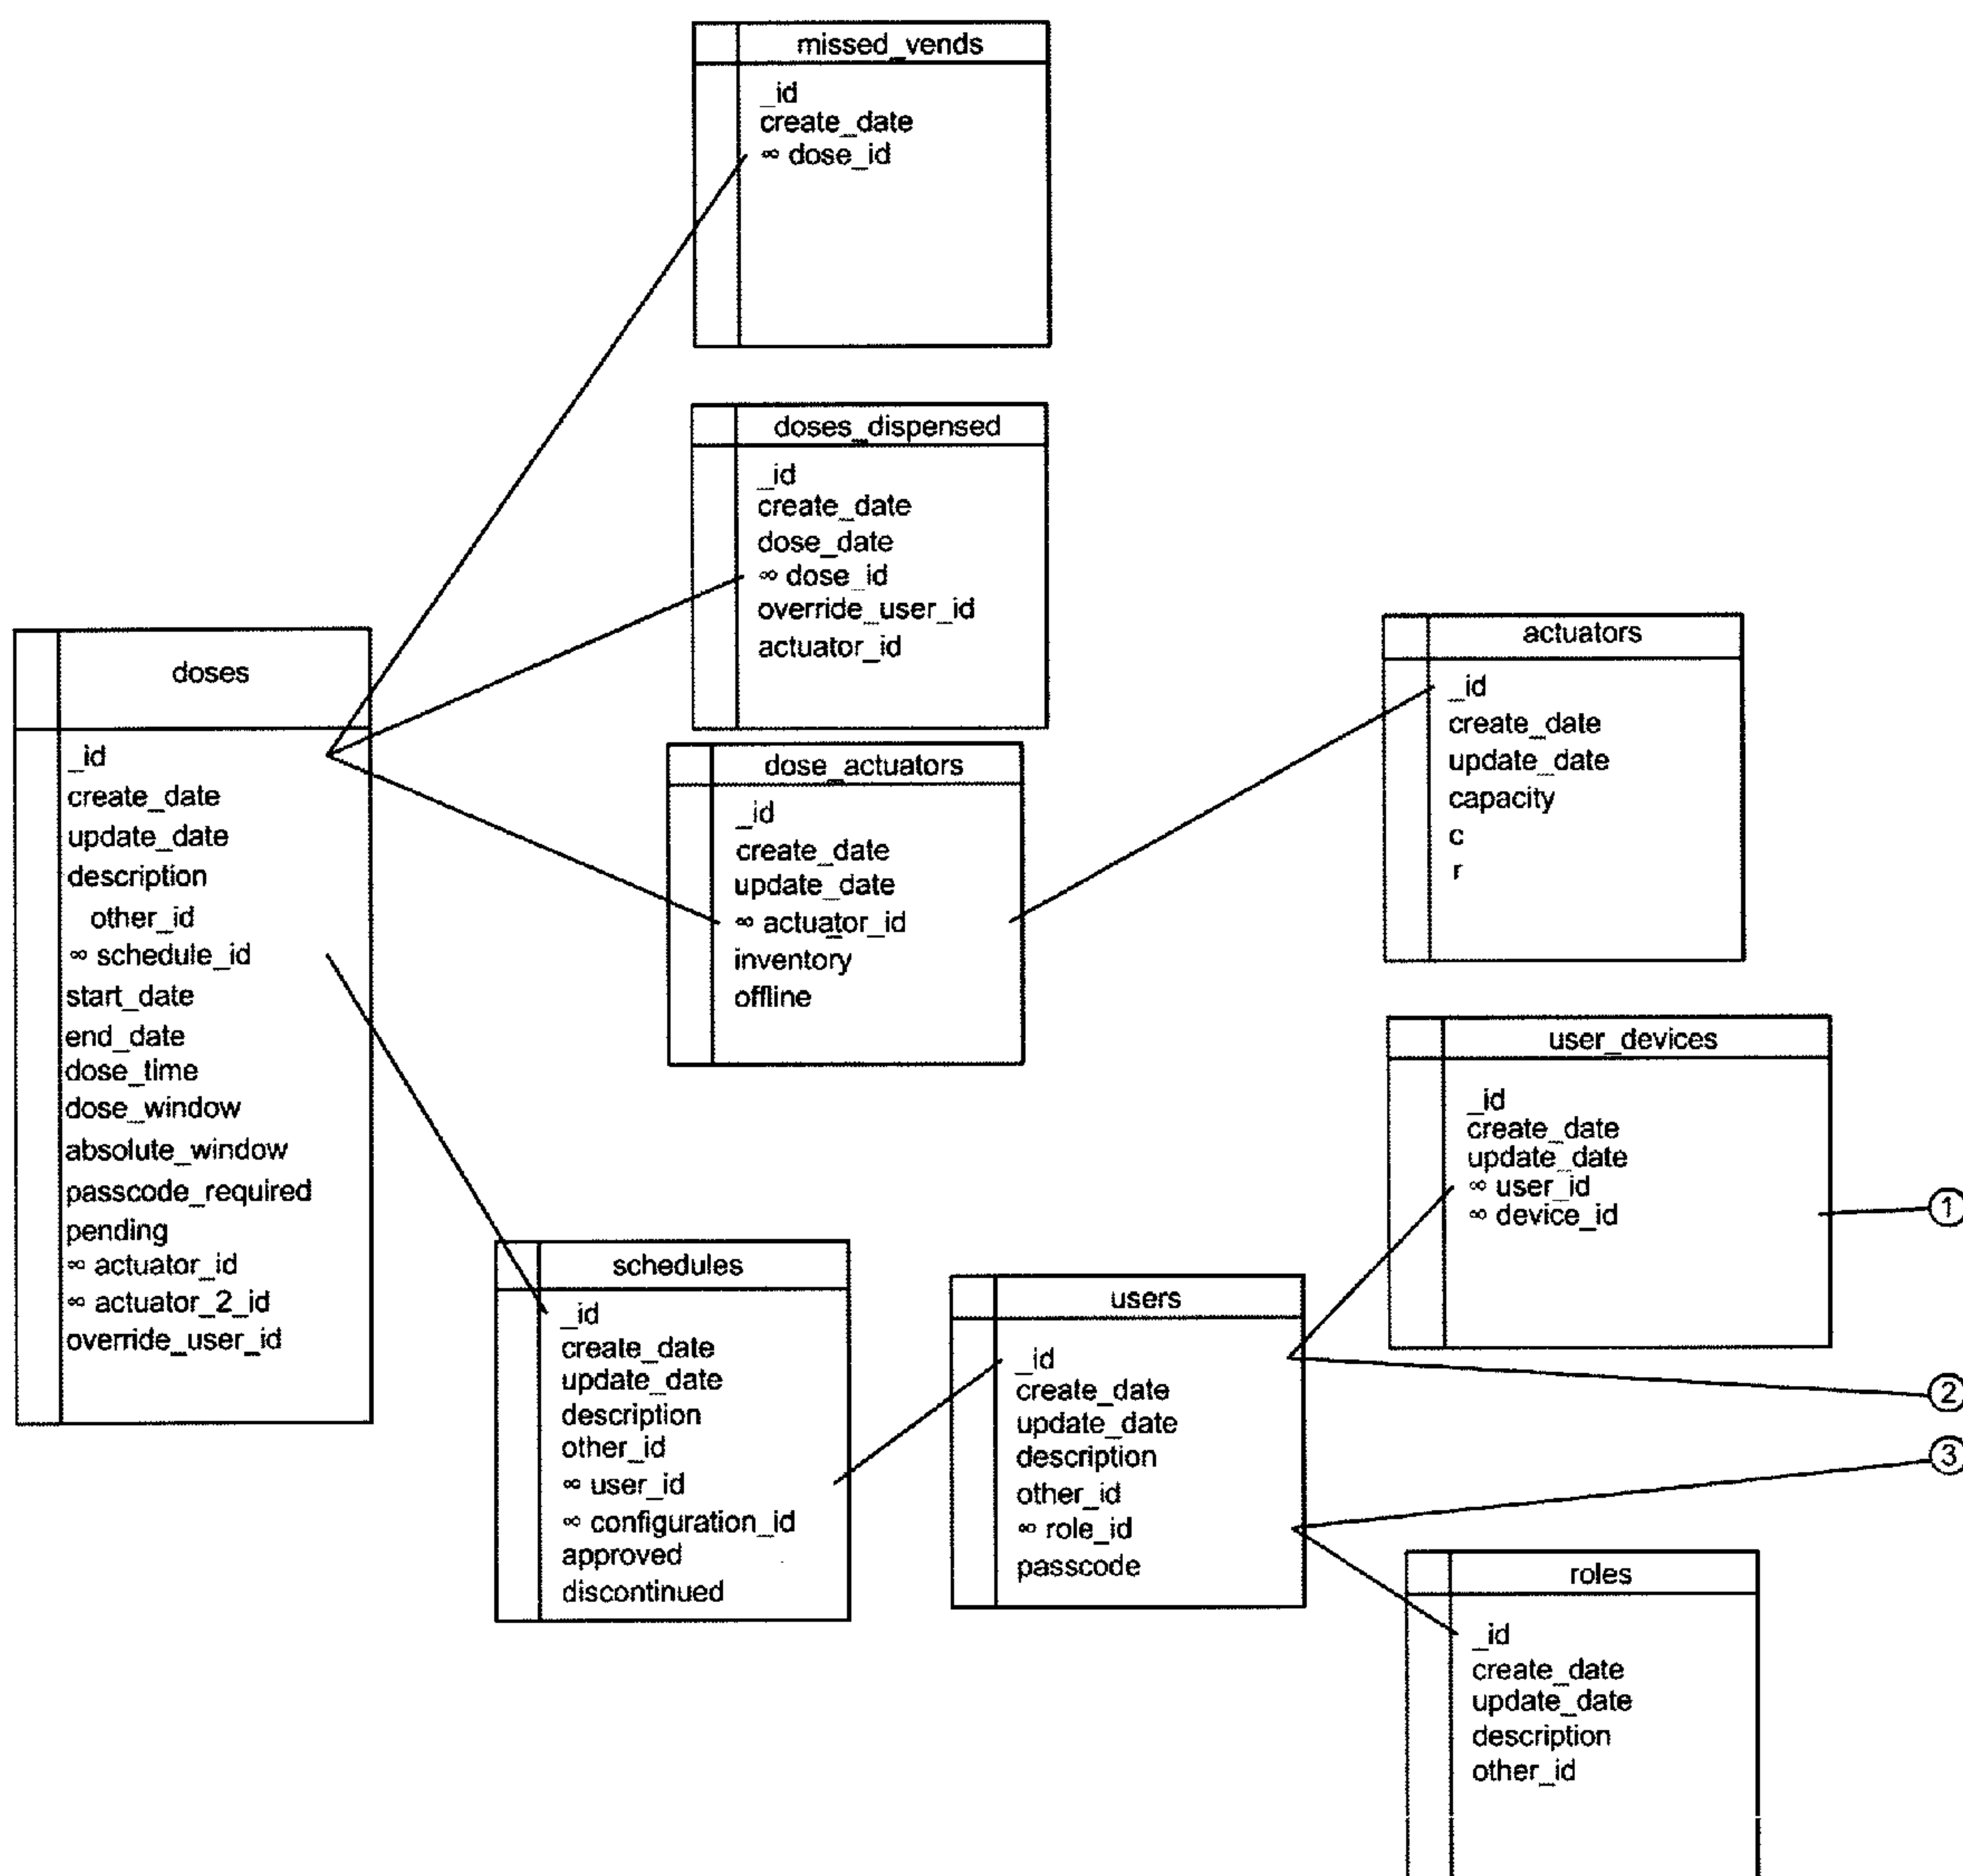 missed_vends
_id
create_date
∞ dose_id
doses_dispensed
_id
create_date
dose_date
∞ dose_id
override_user_id
actuator_id
doses
_id
create_date
update_date
description
other_id
∞ schedule_id
start_date
end_date
dose_time
dose_window
absolute_window
passcode_required
pending
∞ actuator_id
∞ actuator_2_id
override_user_id
dose_actuators
_id
create_date
update_date
∞ actuator_id
inventory
offline
actuators
_id
create_date
update_date
capacity
c
r
user_devices
_id
create_date
update_date
∞ user_id
∞ device_id
1
2
3
schedules
_id
create_date
update_date
description
other_id
∞ user_id
∞ configuration_id
approved
discontinued
users
_id
create_date
update_date
description
other_id
∞ role_id
passcode
roles
_id
create_date
update_date
description
other_id